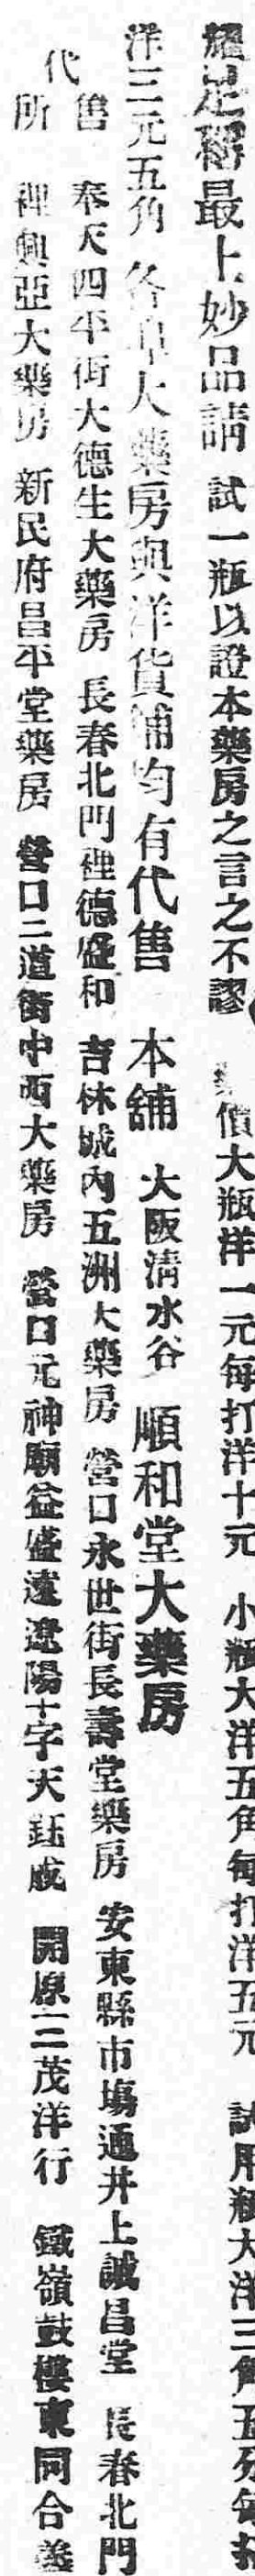 足稱最上妙品請 試一瓶以證本藥房之言之不謬 價大瓶洋一元每打洋十元 小瓶大洋五角每打洋五元 試用瓶大洋三角五分每打
洋三元五角 各埠大藥房與洋貨舖均有代售 本舖 大阪清水谷 順和堂大藥房
代售所 奉天四平街大德生大藥房 長春北門裡德盛和 吉林城內五洲大藥房 營口永世街長壽堂藥房 安東縣市場通井上誠昌堂 長春北門
裡興亞大藥房 新民府昌平堂藥房 營口二道街中西大藥房 營口元神廟益盛遠 遼陽十字天鈺成 開原三茂洋行 鐵嶺鼓樓東同合